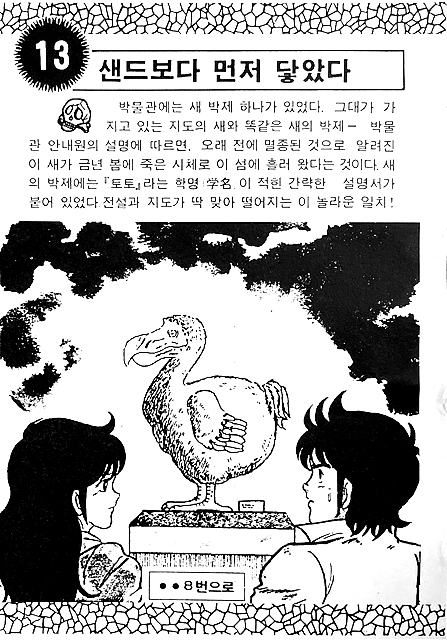 13
샌드보다 먼저 닿았다
박물관에는 새 박제 하나가 있었다. 그대가 가
지고 있는 지도의 새와 똑같은 새의 박제— 박물
관 안내원의 설명에 따르면, 오래 전에 멸종된 것으로 알려진
이 새가 금년 봄에 죽은 시체로 이 섬에 흘러 왔다는 것이다. 새
의 박제에는 『토토』라는 학명(学名)이 적힌 간략한 설명서가
붙어 있었다. 전설과 지도가 딱 맞아 떨어지는 이 놀라운 일치!
••8번으로